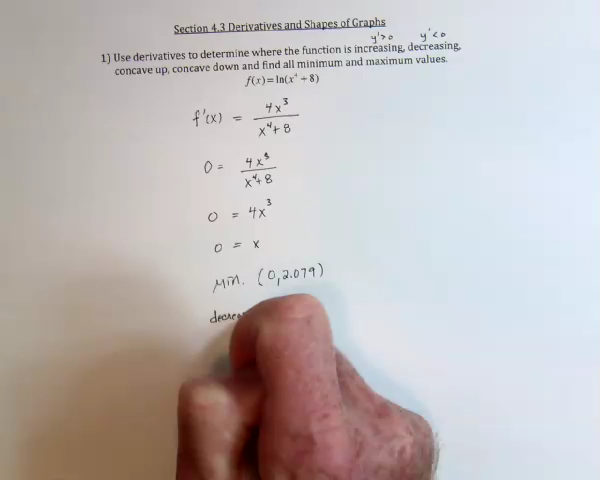 Section 4.3 Derivatives and Shapes of Graphs
y'>0 y'<0
1) Use derivatives to determine where the function is increasing, decreasing,
concave up, concave down and find all minimum and maximum values.
f(x)=ln(x⁴+8)
f'(x) = 4x³/(x⁴+8)
0 = 4x³/(x⁴+8)
0 = 4x³
0 = x
Min. (0,2.079)
decrea